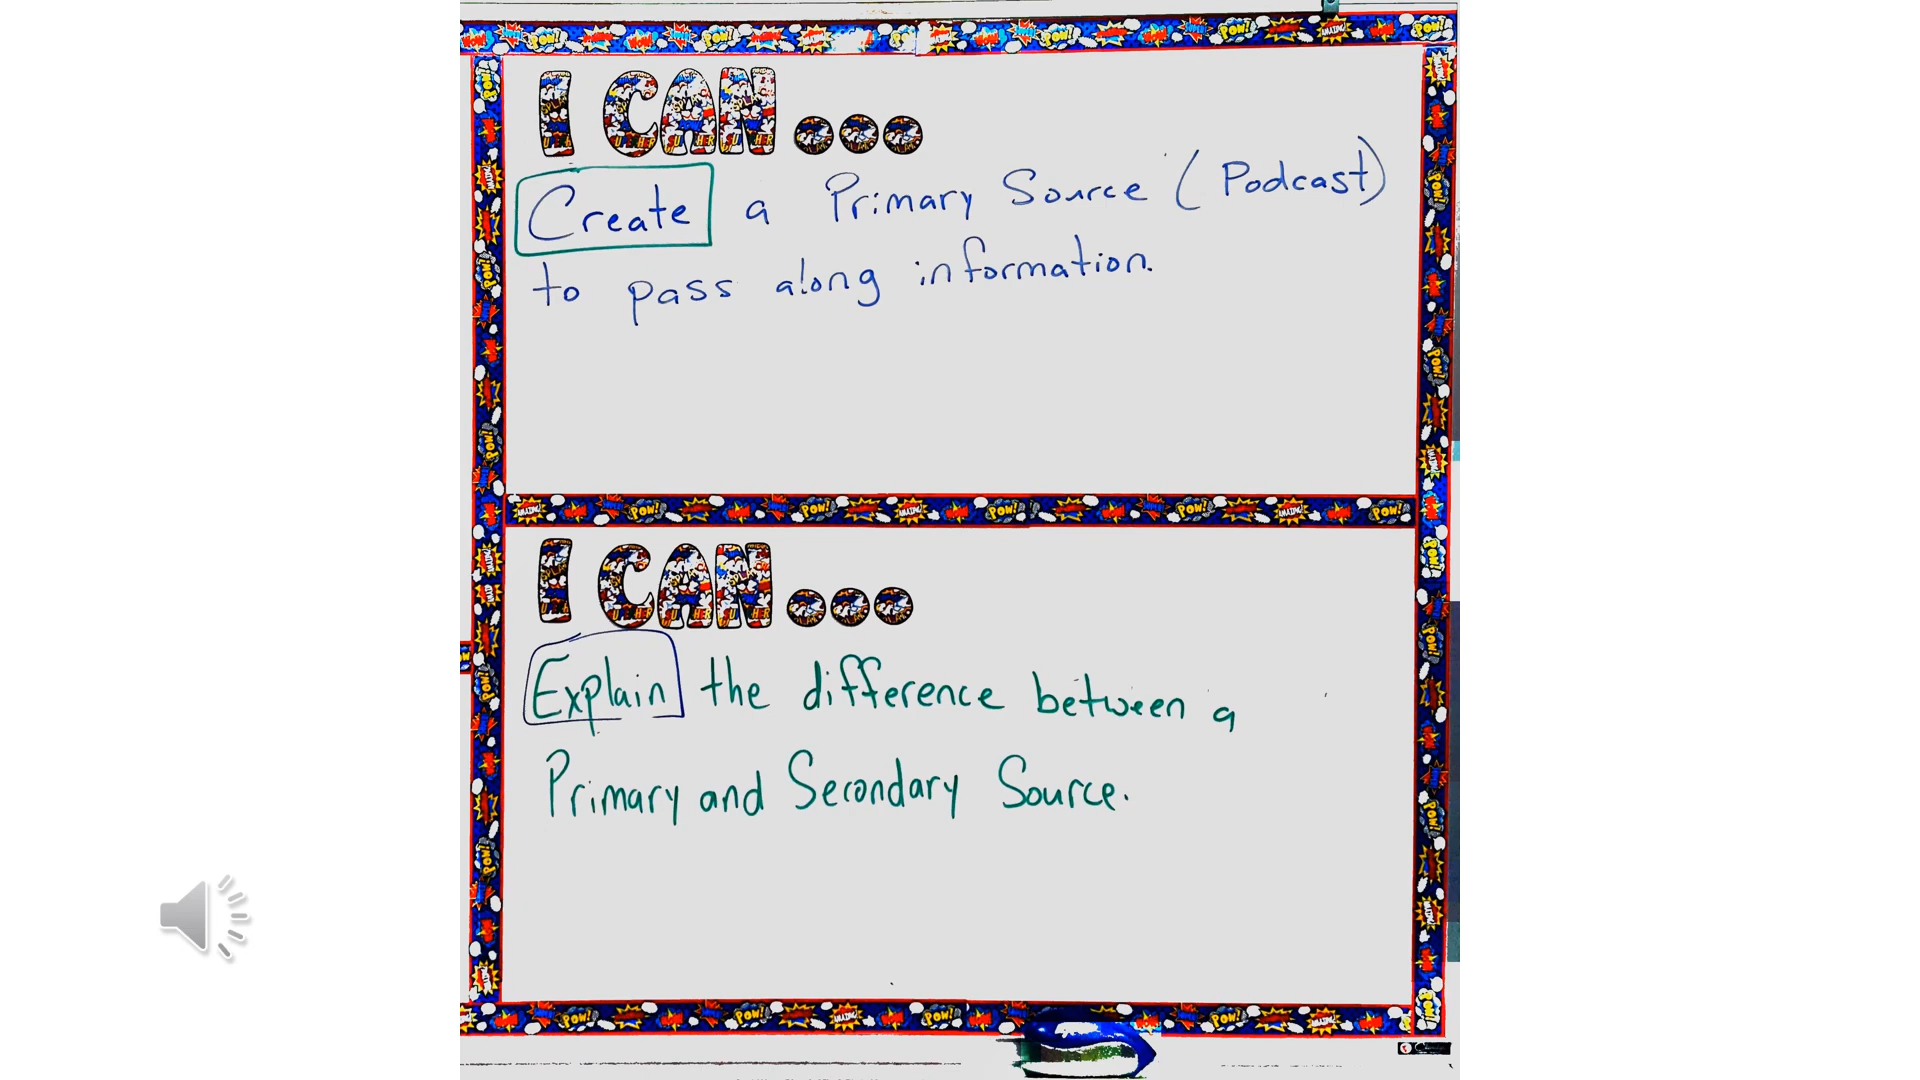 I CAN...
Create a Primary Source (Podcast)
to pass along information.
I CAN...
Explain the difference between a
Primary and Secondary Source.